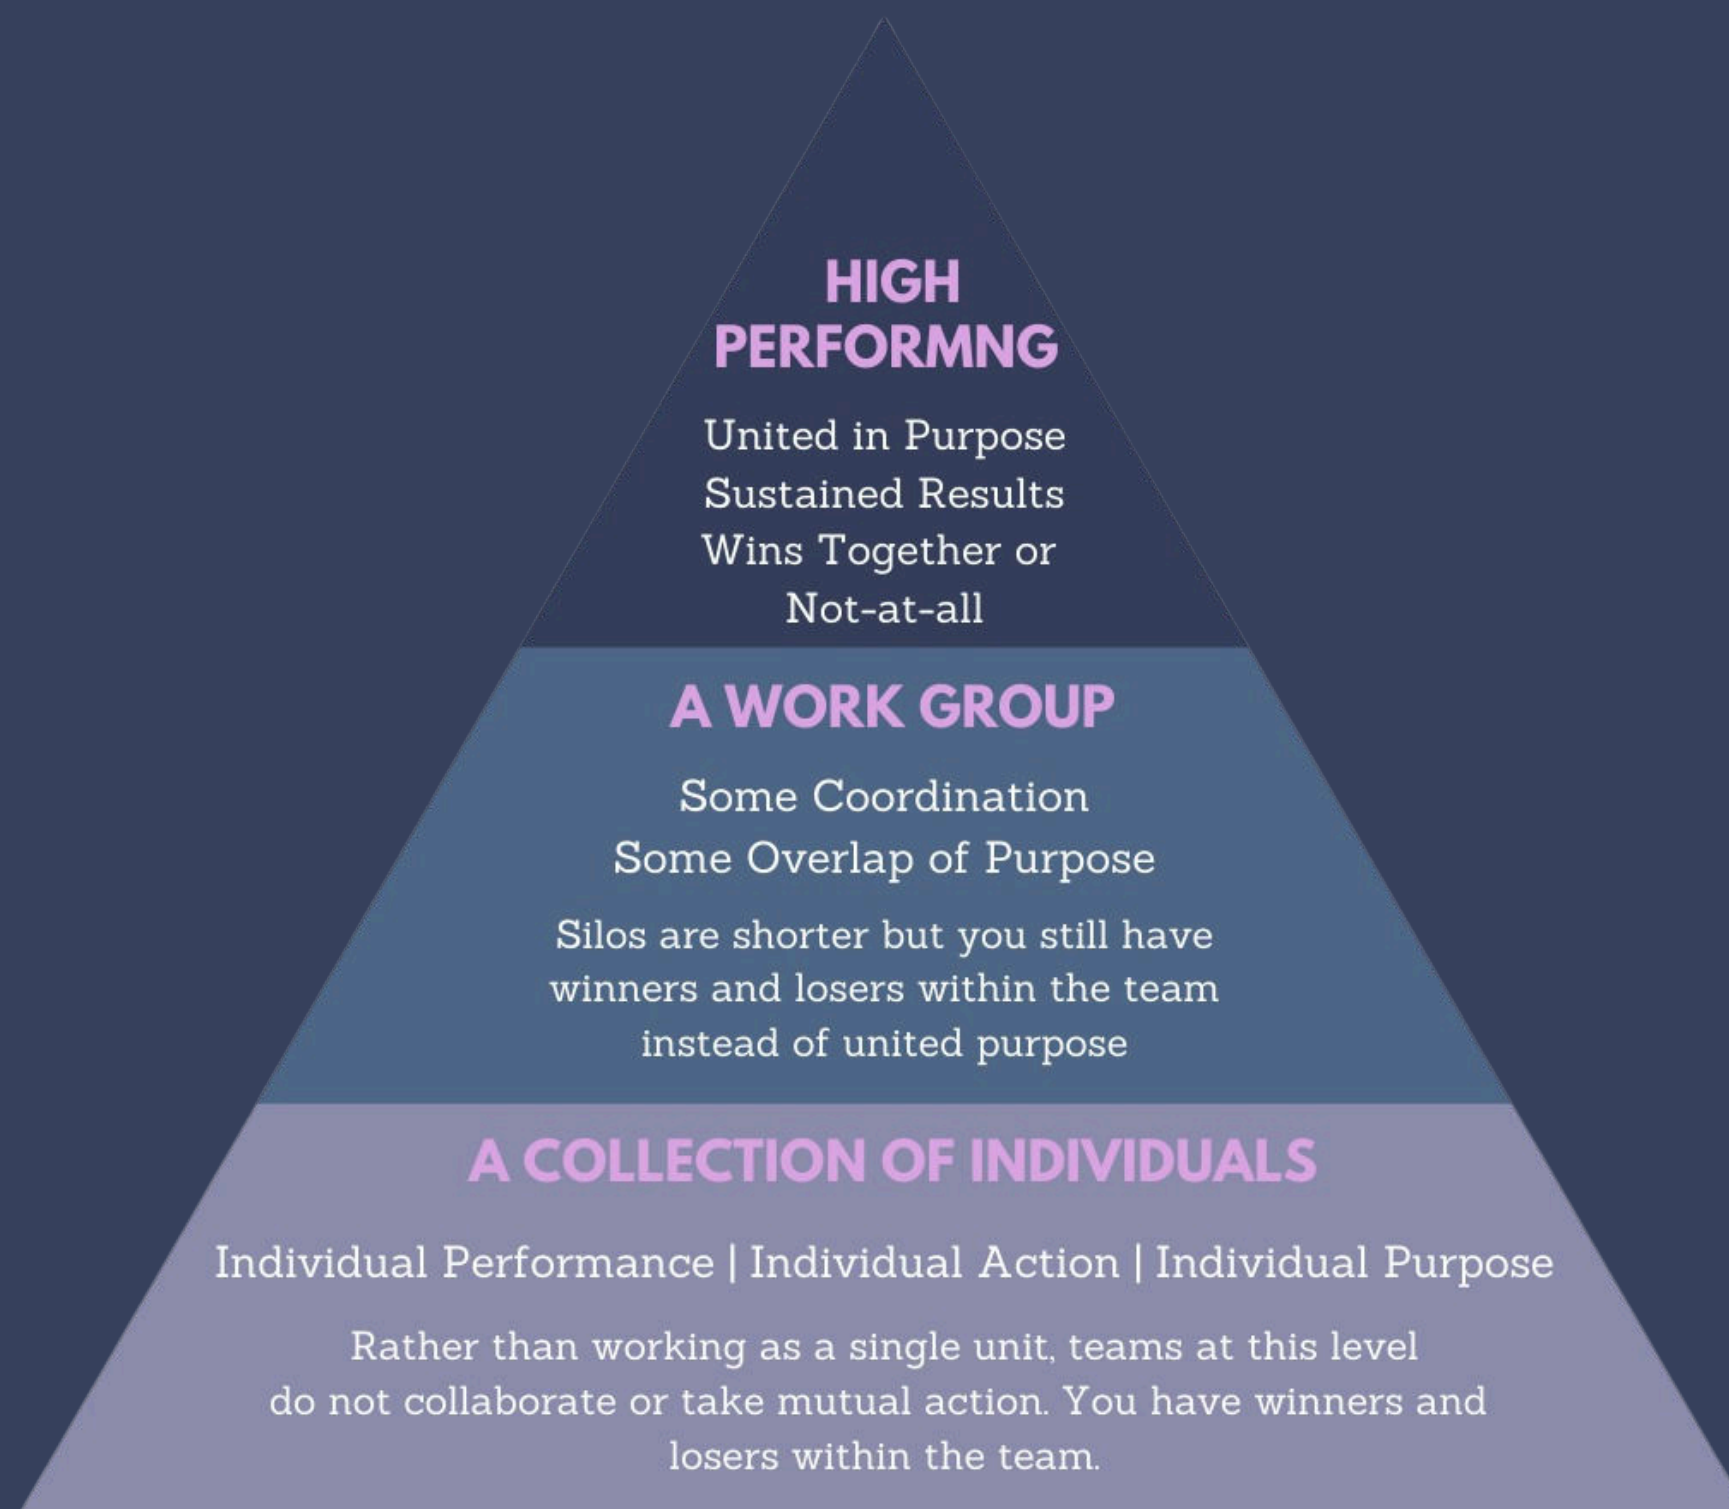 HIGH
PERFORMNG
United in Purpose
Sustained Results
Wins Together or
Not-at-all
A WORK GROUP
Some Coordination
Some Overlap of Purpose
Silos are shorter but you still have
winners and losers within the team
instead of united purpose
A COLLECTION OF INDIVIDUALS
Individual Performance | Individual Action | Individual Purpose
Rather than working as a single unit, teams at this level
do not collaborate or take mutual action. You have winners and
losers within the team.